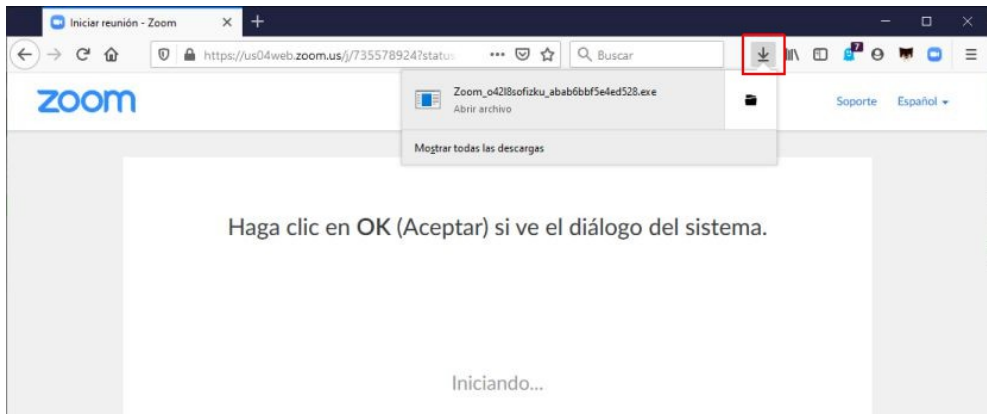 Iniciar reunión - Zoom
https://us04web.zoom.us/j/735578924?status
Buscar
7
zoom
Zoom_o42l8sofizku_abab6bbf5e4ed528.exe
Abrir archivo
Soporte
Español
Mostrar todas las descargas
Haga clic en OK (Aceptar) si ve el diálogo del sistema.
Iniciando...